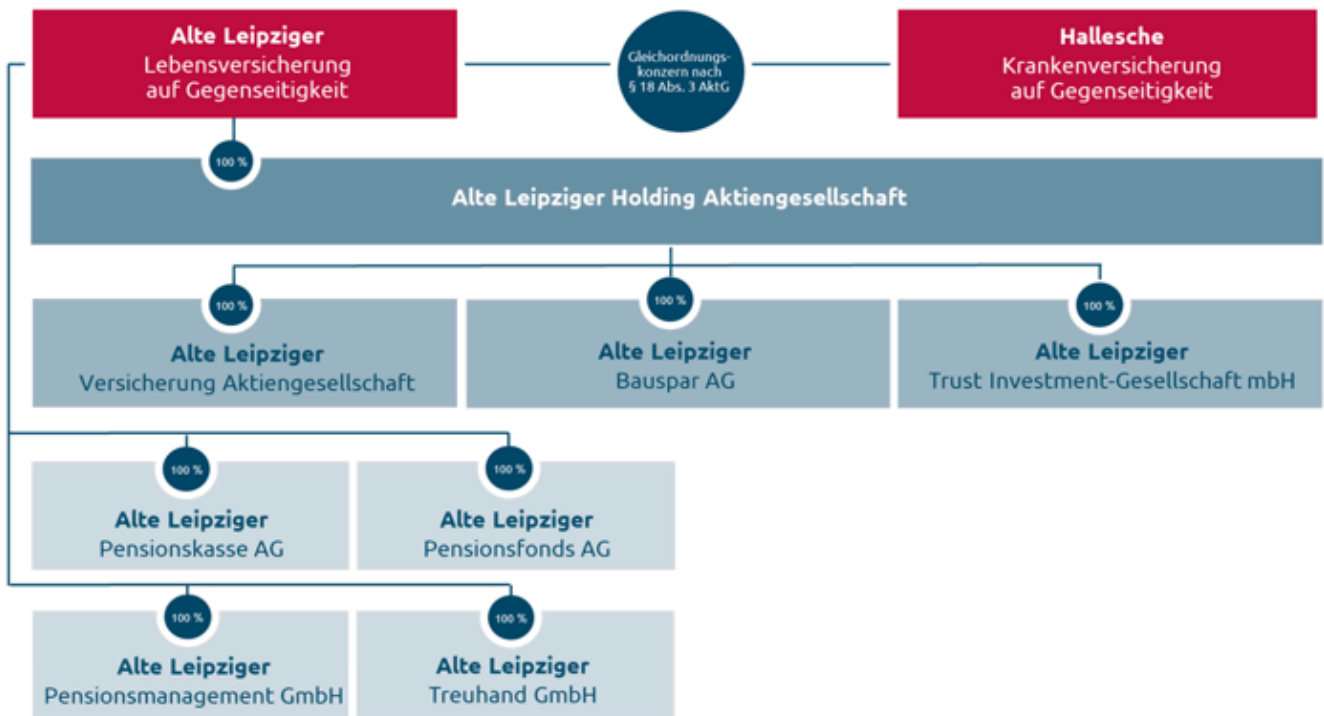 Alte Leipziger
Lebensversicherung
auf Gegenseitigkeit
Gleichordnungs-
konzern nach
§ 18 Abs. 3 AktG
Hallesche
Krankenversicherung
auf Gegenseitigkeit
100 %
Alte Leipziger Holding Aktiengesellschaft
100 %
Alte Leipziger
Versicherung Aktiengesellschaft
100 %
Alte Leipziger
Bauspar AG
100 %
Alte Leipziger
Trust Investment-Gesellschaft mbH
100 %
Alte Leipziger
Pensionskasse AG
100 %
Alte Leipziger
Pensionsfonds AG
100 %
Alte Leipziger
Pensionsmanagement GmbH
100 %
Alte Leipziger
Treuhand GmbH